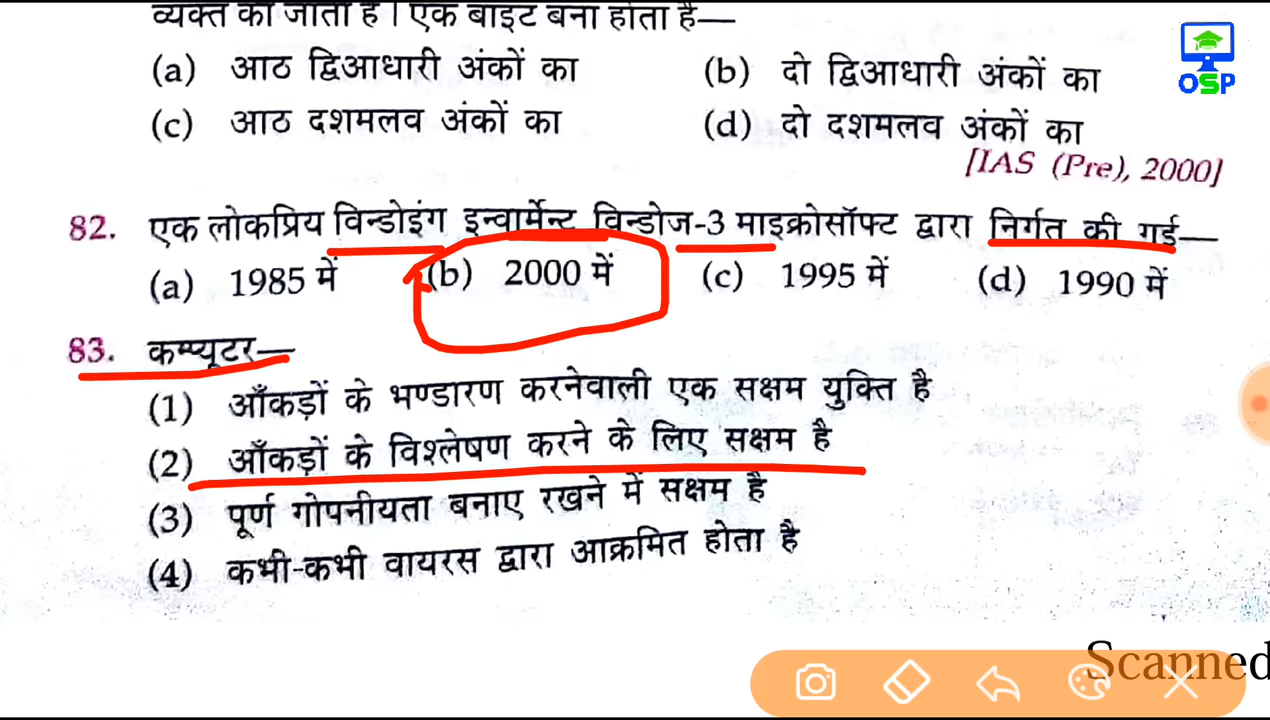 व्यक्त की जाती है। एक बाइट बना होता है—
(a) आठ द्विआधारी अंकों का (b) दो द्विआधारी अंकों का
(c) आठ दशमलव अंकों का (d) दो दशमलव अंकों का
[IAS (Pre), 2000]
OSP
82. एक लोकप्रिय विन्डोइंग इन्वार्मेन्ट विन्डोज-3 माइक्रोसॉफ्ट द्वारा निर्गत की गई—
(a) 1985 में (b) 2000 में (c) 1995 में (d) 1990 में
83. कम्प्यूटर—
(1) आँकड़ों के भण्डारण करनेवाली एक सक्षम युक्ति है
(2) आँकड़ों के विश्लेषण करने के लिए सक्षम है
(3) पूर्ण गोपनीयता बनाए रखने में सक्षम है
(4) कभी-कभी वायरस द्वारा आक्रमित होता है
Scanned